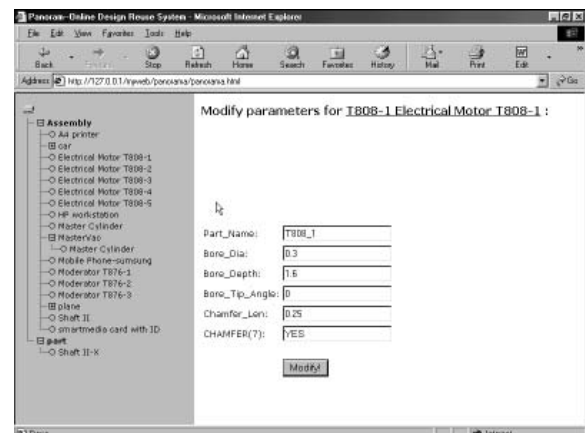 Panoram--Online Design Reuse System - Microsoft Internet Explorer
File Edit View Favorites Tools Help
Back Stop Refresh Home Search Favorites History Mail Print Edit
Address http://127.0.0.1/myweb/panorama/panorama.html Go
Modify parameters for T808-1 Electrical Motor T808-1 :
Assembly
A4 printer
car
Electrical Motor T808-1
Electrical Motor T808-2
Electrical Motor T808-3
Electrical Motor T808-4
Electrical Motor T808-5
HP workstation
Master Cylinder
MasterVac
Master Cylinder
Mobile Phone-sumsung
Moderator T876-1
Moderator T876-2
Moderator T876-3
plane
Shaft II
smartmedia card with ID
part
Shaft II-X
Part_Name: T808_1
Bore_Dia: 0.3
Bore_Depth: 1.6
Bore_Tip_Angle: 0
Chamfer_Len: 0.25
CHAMFER(7): YES
Modify!